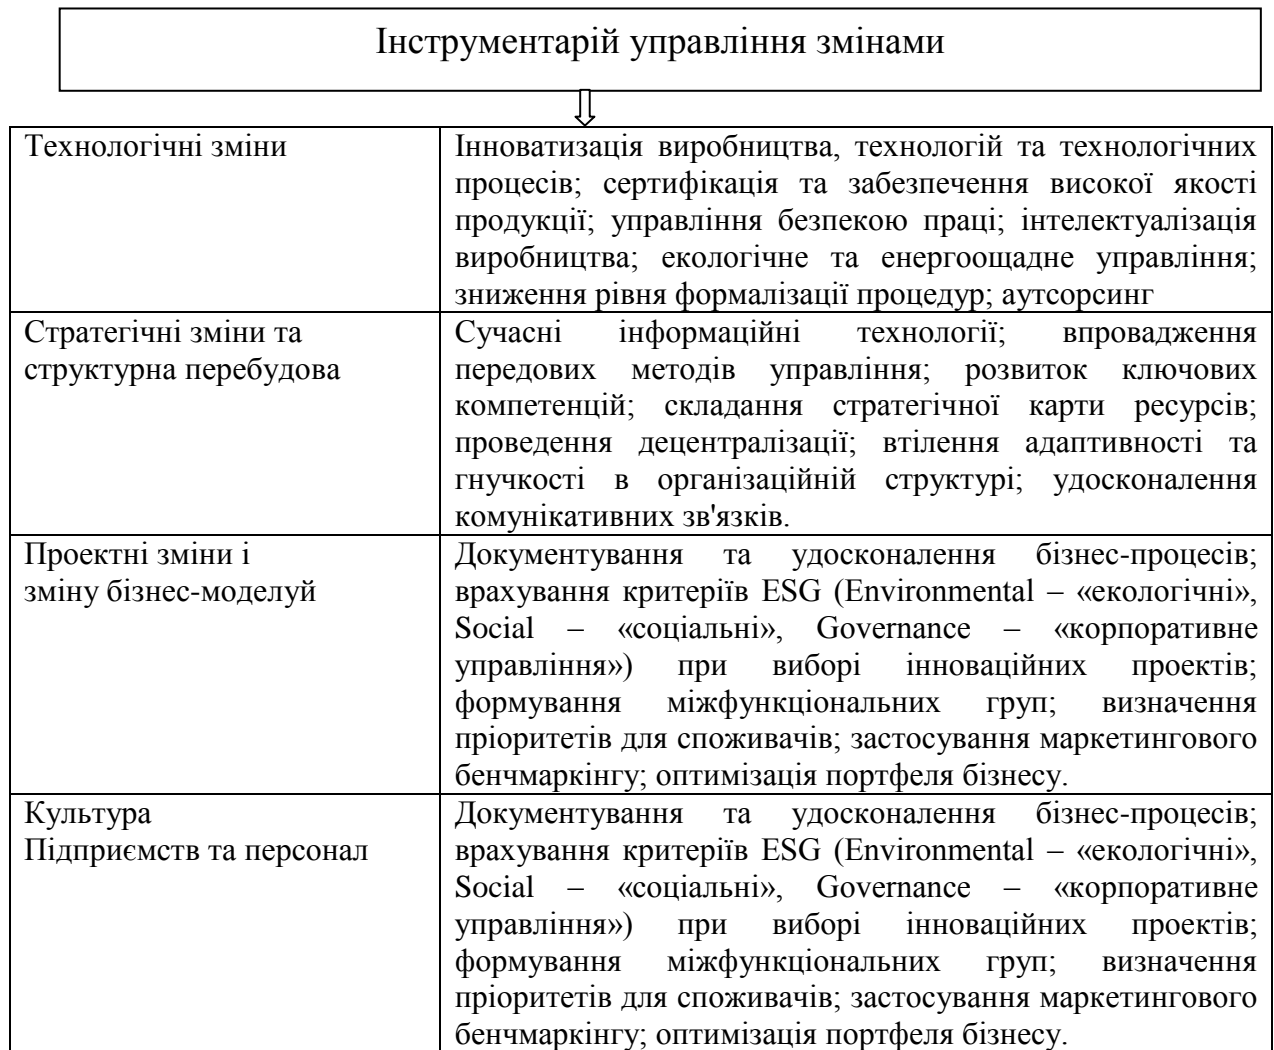 Інструментарій управління змінами
Технологічні зміни
Інноватизація виробництва, технологій та технологічних
процесів; сертифікація та забезпечення високої якості
продукції; управління безпекою праці; інтелектуалізація
виробництва; екологічне та енергоощадне управління;
зниження рівня формалізації процедур; аутсорсинг
Стратегічні зміни та
структурна перебудова
Сучасні інформаційні технології; впровадження
передових методів управління; розвиток ключових
компетенцій; складання стратегічної карти ресурсів;
проведення децентралізації; втілення адаптивності та
гнучкості в організаційній структурі; удосконалення
комунікативних зв'язків.
Проектні зміни і
зміну бізнес-моделуй
Документування та удосконалення бізнес-процесів;
врахування критеріїв ESG (Environmental – «екологічні»,
Social – «соціальні», Governance – «корпоративне
управління») при виборі інноваційних проектів;
формування міжфункціональних груп; визначення
пріоритетів для споживачів; застосування маркетингового
бенчмаркінгу; оптимізація портфеля бізнесу.
Культура
Підприємств та персонал
Документування та удосконалення бізнес-процесів;
врахування критеріїв ESG (Environmental – «екологічні»,
Social – «соціальні», Governance – «корпоративне
управління») при виборі інноваційних проектів;
формування міжфункціональних груп; визначення
пріоритетів для споживачів; застосування маркетингового
бенчмаркінгу; оптимізація портфеля бізнесу.